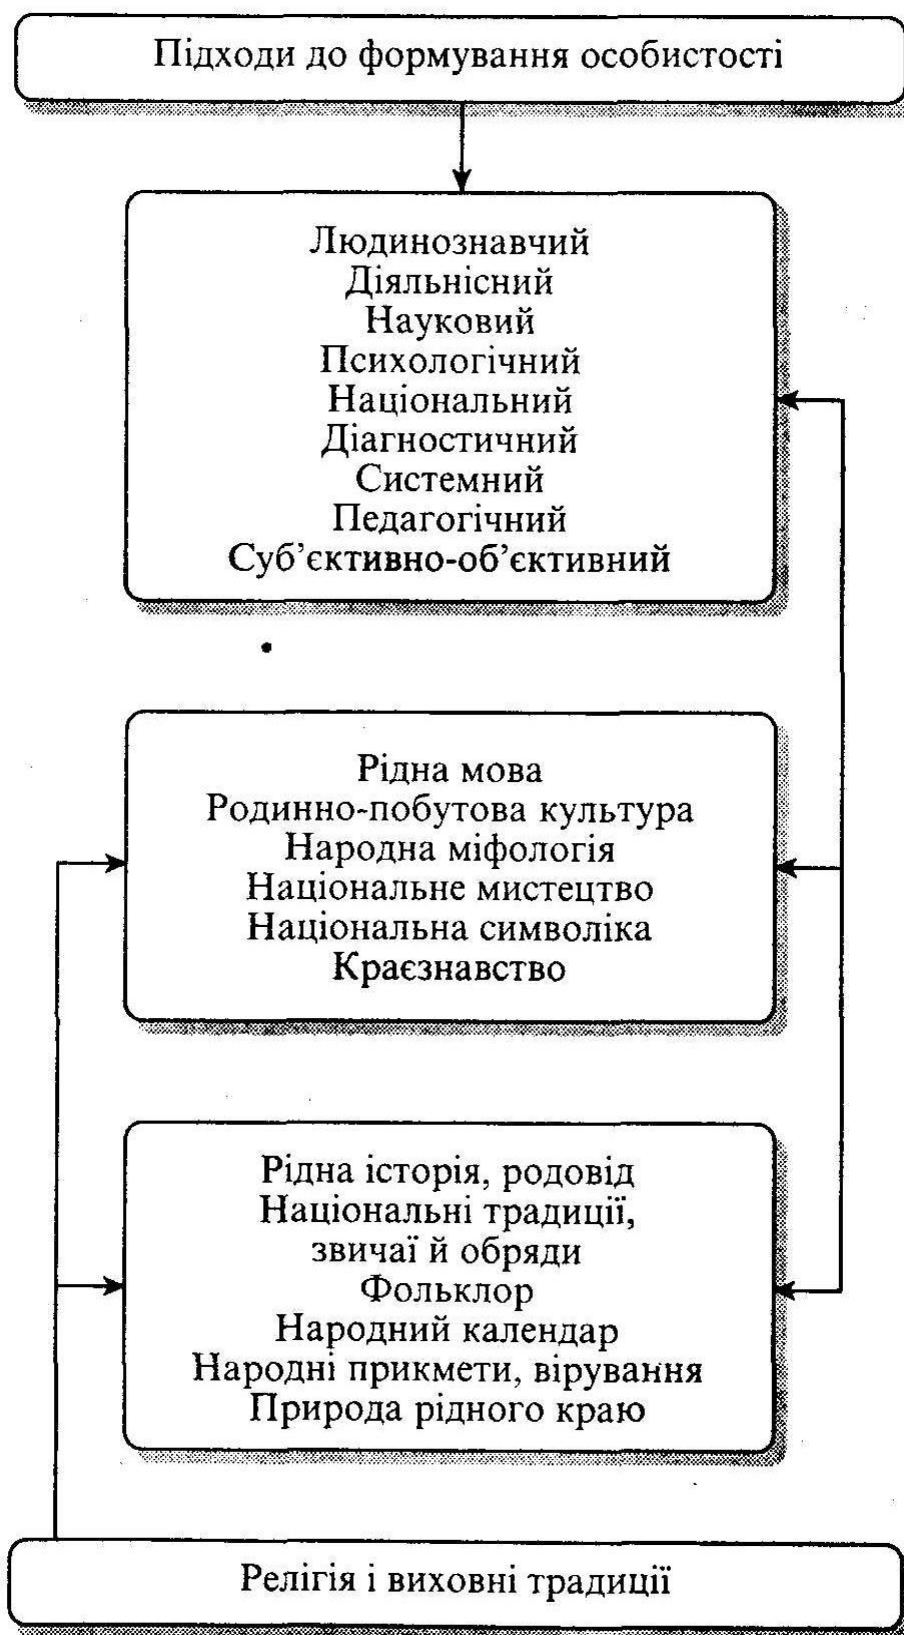 Підходи до формування особистості
Людинознавчий
Діяльнісний
Науковий
Психологічний
Національний
Діагностичний
Системний
Педагогічний
Суб’єктивно-об’єктивний
Рідна мова
Родинно-побутова культура
Народна міфологія
Національне мистецтво
Національна символіка
Краєзнавство
Рідна історія, родовід
Національні традиції,
звичаї й обряди
Фольклор
Народний календар
Народні прикмети, вірування
Природа рідного краю
Релігія і виховні традиції